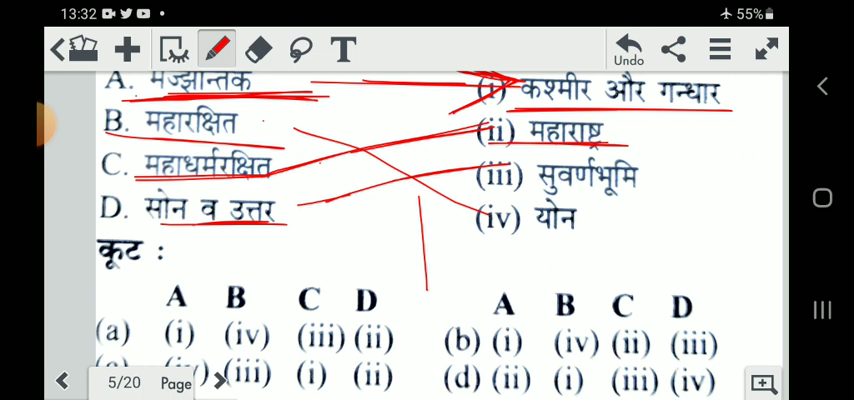 13:32 55%
T Undo
A. मज्झान्तिक (i) कश्मीर और गन्धार
B. महारक्षित (ii) महाराष्ट्र
C. महाधर्मरक्षित (iii) सुवर्णभूमि
D. सोन व उत्तर (iv) योन
कूट :
A B C D A B C D
(a) (i) (iv) (iii) (ii) (b) (i) (iv) (ii) (iii)
(iii) (i) (ii) (d) (ii) (i) (iii) (iv)
5/20 Page